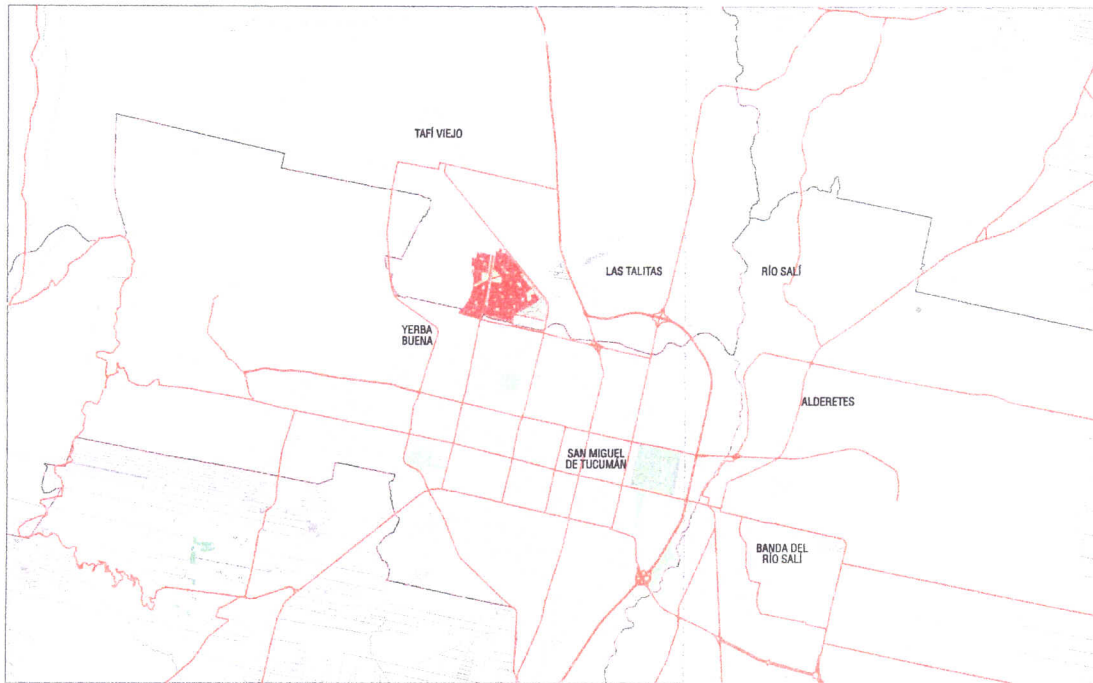 TAFÍ VIEJO
LAS TALITAS
RÍO SALÍ
YERBA
BUENA
ALDERETES
SAN MIGUEL
DE TUCUMÁN
BANDA DEL
RÍO SALÍ